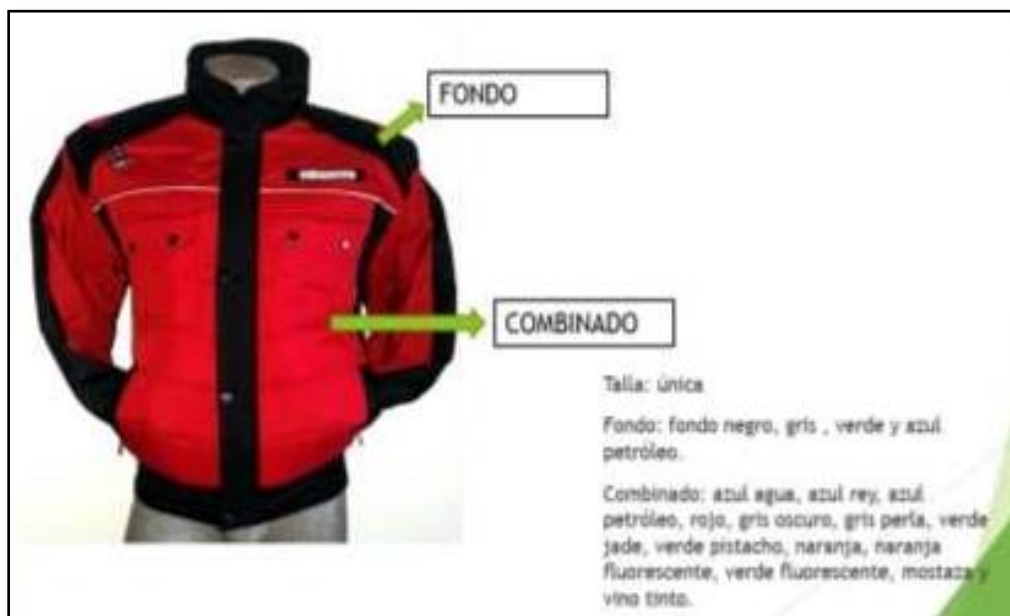 FONDO
COMBINADO
Talla: única
Fondo: fondo negro, gris , verde y azul
petróleo.
Combinado: azul agua, azul rey, azul
petróleo, rojo, gris oscuro, gris perla, verde
jade, verde pistacho, naranja, naranja
fluorescente, verde fluorescente, mostaza y
vino tinto.